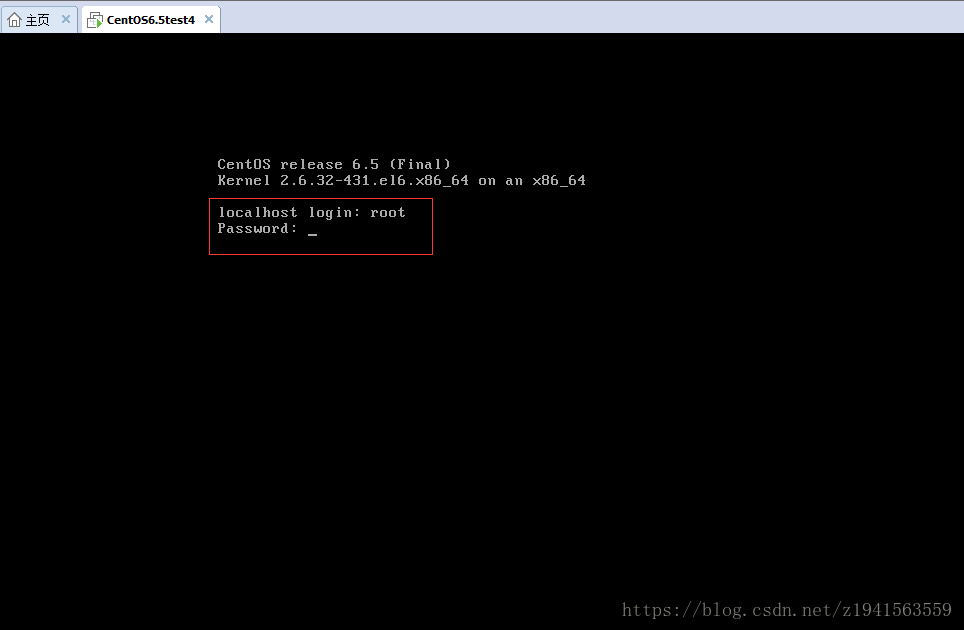 主页
CentOS6.5test4
CentOS release 6.5 (Final)
Kernel 2.6.32-431.el6.x86_64 on an x86_64
localhost login: root
Password: _
https://blog.csdn.net/z1941563559